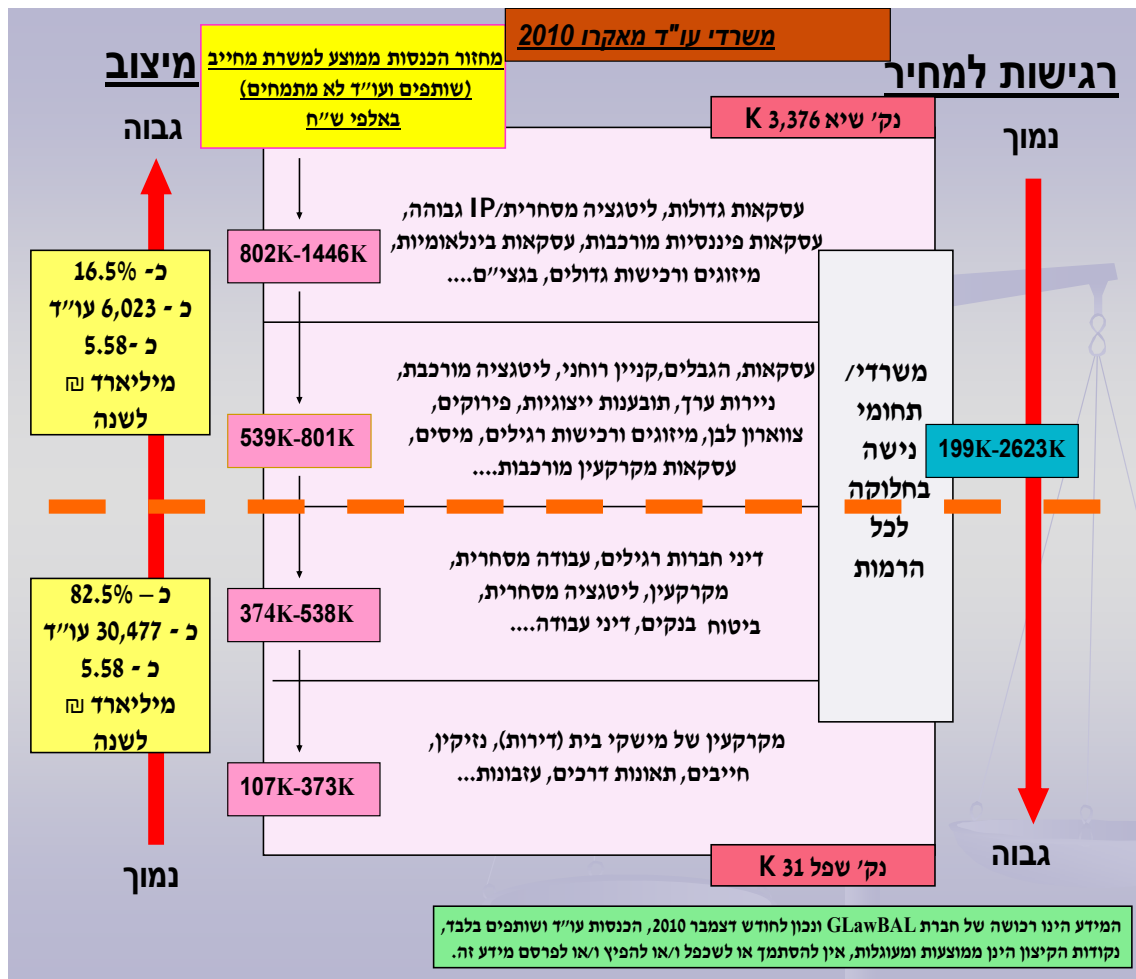 משרדי עו"ד מאקרו 2010
רגישות למחיר
נמוך
גבוה
מיצוב
גבוה
נמוך
מחזור הכנסות ממוצע למשרת מחייב
(שותפים ועו״ד לא מתמחים)
באלפי ש״ח
נק׳ שיא 3,376 K
עסקאות גדולות, ליטגציה מסחרית/IP גבוהה,
עסקאות פיננסיות מורכבות, עסקאות בינלאומיות,
מיזוגים ורכישות גדולים, בגצי״ם....
802K-1446K
עסקאות, הגבלים,קניין רוחני, ליטגציה מורכבת,
ניירות ערך, תובענות ייצוגיות, פירוקים,
צווארון לבן, מיזוגים ורכישות רגילים, מיסים,
עסקאות מקרקעין מורכבות....
539K-801K
דיני חברות רגילים, עבודה מסחרית,
מקרקעין, ליטגציה מסחרית,
ביטוח בנקים, דיני עבודה....
374K-538K
מקרקעין של מישקי בית (דירות), נזיקין,
חייבים, תאונות דרכים, עזבונות...
107K-373K
נק׳ שפל 31 K
משרדי/
תחומי
נישה
בחלוקה
לכל
הרמות
199K-2623K
כ- 16.5%
כ - 6,023 עו״ד
כ -5.58
מיליארד ₪
לשנה
כ – 82.5%
כ - 30,477 עו״ד
כ - 5.58
מיליארד ₪
לשנה
המידע הינו רכושה של חברת GLawBAL ונכון לחודש דצמבר 2010, הכנסות עו״ד ושותפים בלבד,
נקודות הקיצון הינן ממוצעות ומעוגלות, אין להסתמך או לשכפל ו/או להפיץ ו/או לפרסם מידע זה.